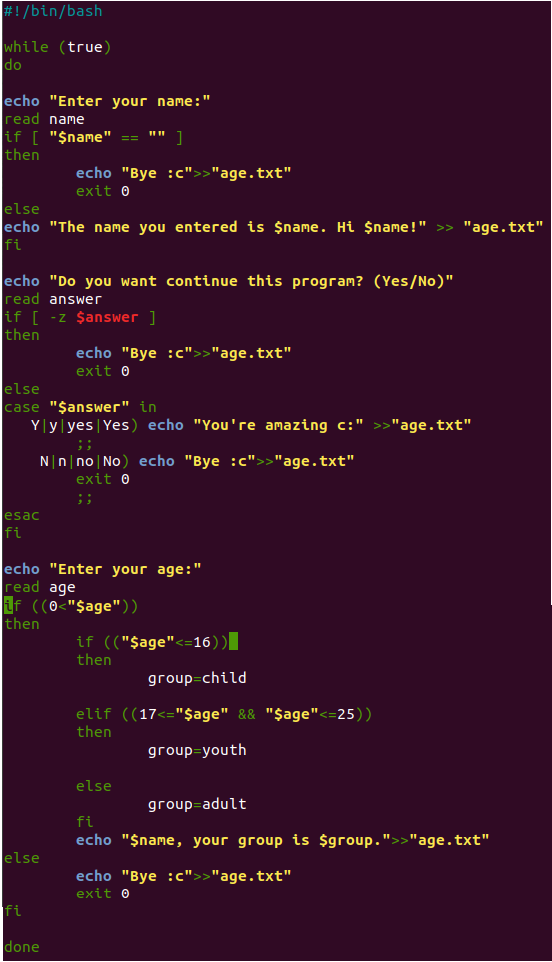 #!/bin/bash
while (true)
do
echo "Enter your name:"
read name
if [ "$name" == "" ]
then
echo "Bye :c">>"age.txt"
exit 0
else
echo "The name you entered is $name. Hi $name!" >> "age.txt"
fi
echo "Do you want continue this program? (Yes/No)"
read answer
if [ -z $answer ]
then
echo "Bye :c">>"age.txt"
exit 0
else
case "$answer" in
Y|y|yes|Yes) echo "You're amazing c:" >>"age.txt"
;;
N|n|no|No) echo "Bye :c">>"age.txt"
exit 0
;;
esac
fi
echo "Enter your age:"
read age
if ((0<"$age"))
then
if (("$age"<=16))
then
group=child
elif ((17<="$age" && "$age"<=25))
then
group=youth
else
group=adult
fi
echo "$name, your group is $group.">>"age.txt"
else
echo "Bye :c">>"age.txt"
exit 0
fi
done